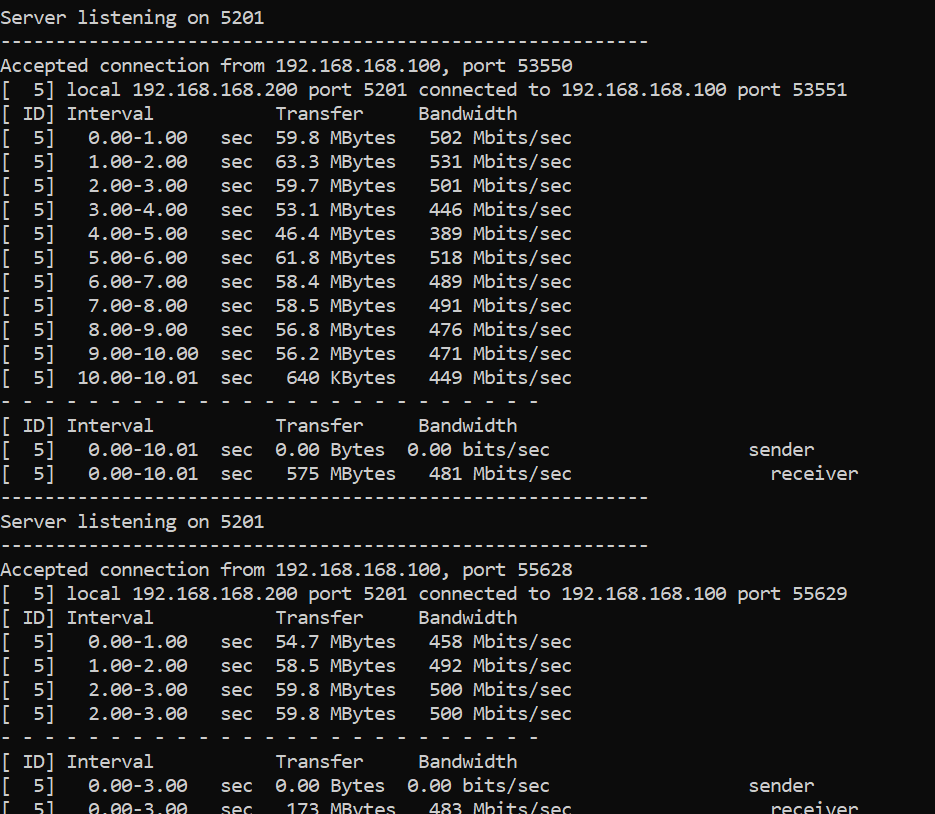 Server listening on 5201
-----------------------------------------------------------
Accepted connection from 192.168.168.100, port 53550
[  5] local 192.168.168.200 port 5201 connected to 192.168.168.100 port 53551
[ ID] Interval           Transfer     Bandwidth
[  5]   0.00-1.00   sec  59.8 MBytes   502 Mbits/sec
[  5]   1.00-2.00   sec  63.3 MBytes   531 Mbits/sec
[  5]   2.00-3.00   sec  59.7 MBytes   501 Mbits/sec
[  5]   3.00-4.00   sec  53.1 MBytes   446 Mbits/sec
[  5]   4.00-5.00   sec  46.4 MBytes   389 Mbits/sec
[  5]   5.00-6.00   sec  61.8 MBytes   518 Mbits/sec
[  5]   6.00-7.00   sec  58.4 MBytes   489 Mbits/sec
[  5]   7.00-8.00   sec  58.5 MBytes   491 Mbits/sec
[  5]   8.00-9.00   sec  56.8 MBytes   476 Mbits/sec
[  5]   9.00-10.00  sec  56.2 MBytes   471 Mbits/sec
[  5]  10.00-10.01  sec   640 KBytes   449 Mbits/sec
- - - - - - - - - - - - - - - - - - - - - - - - -
[ ID] Interval           Transfer     Bandwidth
[  5]   0.00-10.01  sec  0.00 Bytes  0.00 bits/sec                  sender
[  5]   0.00-10.01  sec   575 MBytes   481 Mbits/sec                  receiver
-----------------------------------------------------------
Server listening on 5201
-----------------------------------------------------------
Accepted connection from 192.168.168.100, port 55628
[  5] local 192.168.168.200 port 5201 connected to 192.168.168.100 port 55629
[ ID] Interval           Transfer     Bandwidth
[  5]   0.00-1.00   sec  54.7 MBytes   458 Mbits/sec
[  5]   1.00-2.00   sec  58.5 MBytes   492 Mbits/sec
[  5]   2.00-3.00   sec  59.8 MBytes   500 Mbits/sec
[  5]   2.00-3.00   sec  59.8 MBytes   500 Mbits/sec
- - - - - - - - - - - - - - - - - - - - - - - - -
[ ID] Interval           Transfer     Bandwidth
[  5]   0.00-3.00   sec  0.00 Bytes  0.00 bits/sec                  sender
[  5]   0.00-3.00   sec   173 MBytes   483 Mbits/sec                  receiver